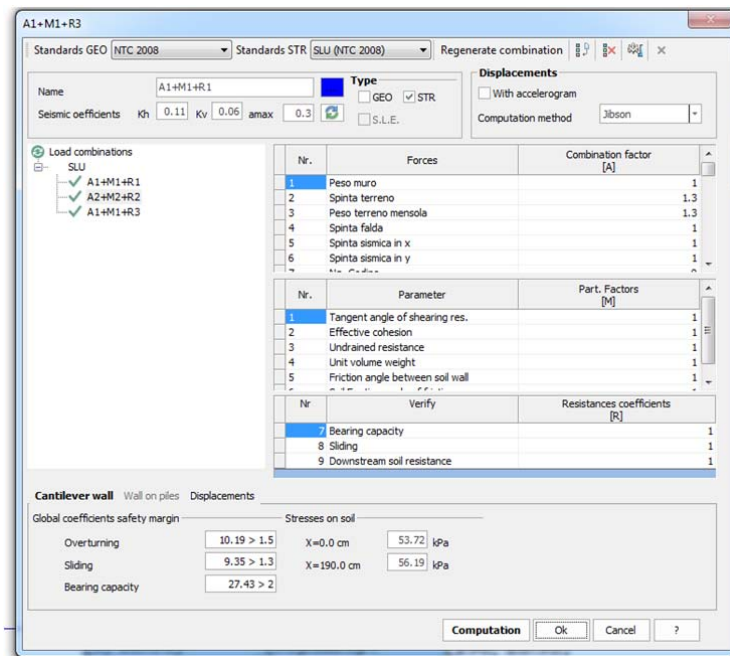 A1+M1+R3
Standards GEO NTC 2008 Standards STR SLU (NTC 2008) Regenerate combination
Name A1+M1+R1
Type
GEO STR
S.L.E.
Seismic oefficients Kh 0.11 Kv 0.06 amax 0.3
Displacements
With accelerogram
Computation method Jibson
Load combinations
SLU
A1+M1+R1
A2+M2+R2
A1+M1+R3
Nr. Forces Combination factor [A]
1 Peso muro 1
2 Spinta terreno 1.3
3 Peso terreno mensola 1.3
4 Spinta falda 1
5 Spinta sismica in x 1
6 Spinta sismica in y 1
Nr. Parameter Part. Factors [M]
1 Tangent angle of shearing res. 1
2 Effective cohesion 1
3 Undrained resistance 1
4 Unit volume weight 1
5 Friction angle between soil wall 1
Nr Verify Resistances coefficients [R]
7 Bearing capacity 1
8 Sliding 1
9 Downstream soil resistance 1
Cantilever wall Wall on piles Displacements
Global coefficients safety margin
Overturning 10.19 > 1.5
Sliding 9.35 > 1.3
Bearing capacity 27.43 > 2
Stresses on soil
X=0.0 cm 53.72 kPa
X=190.0 cm 56.19 kPa
Computation Ok Cancel ?